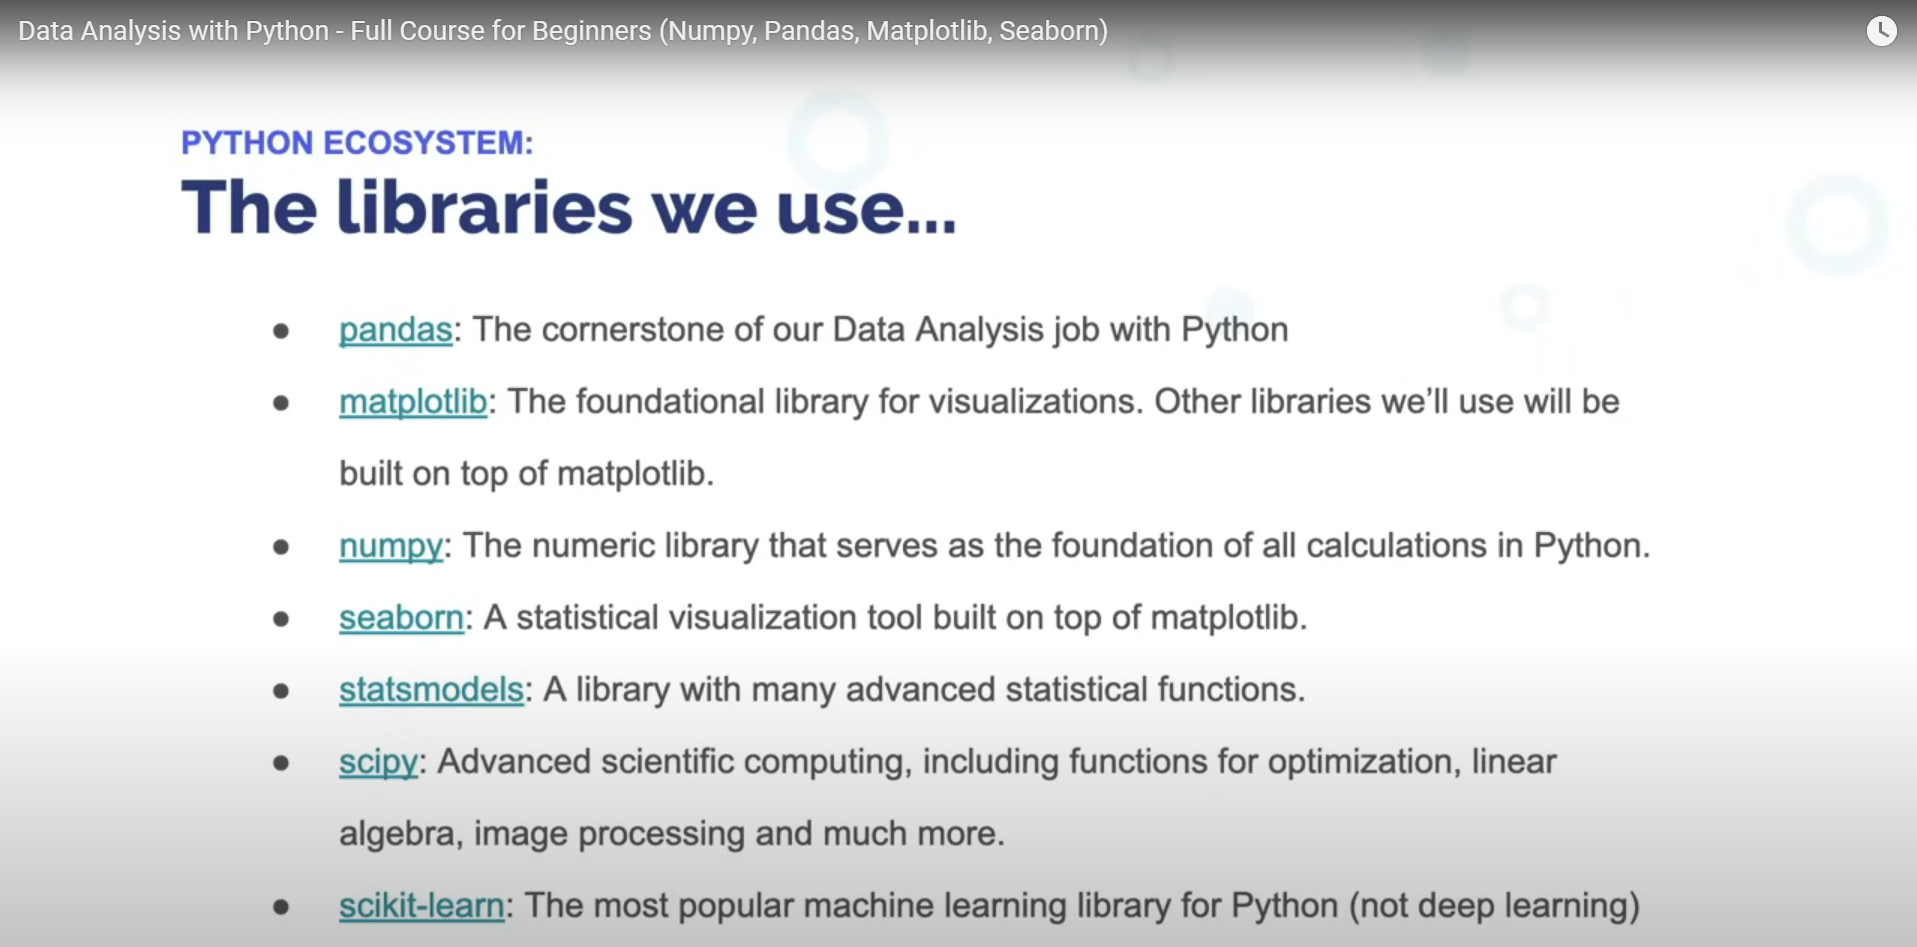 Data Analysis with Python - Full Course for Beginners (Numpy, Pandas, Matplotlib, Seaborn)
PYTHON ECOSYSTEM:
The libraries we use...
● pandas: The cornerstone of our Data Analysis job with Python
● matplotlib: The foundational library for visualizations. Other libraries we’ll use will be
built on top of matplotlib.
● numpy: The numeric library that serves as the foundation of all calculations in Python.
● seaborn: A statistical visualization tool built on top of matplotlib.
● statsmodels: A library with many advanced statistical functions.
● scipy: Advanced scientific computing, including functions for optimization, linear
algebra, image processing and much more.
● scikit-learn: The most popular machine learning library for Python (not deep learning)